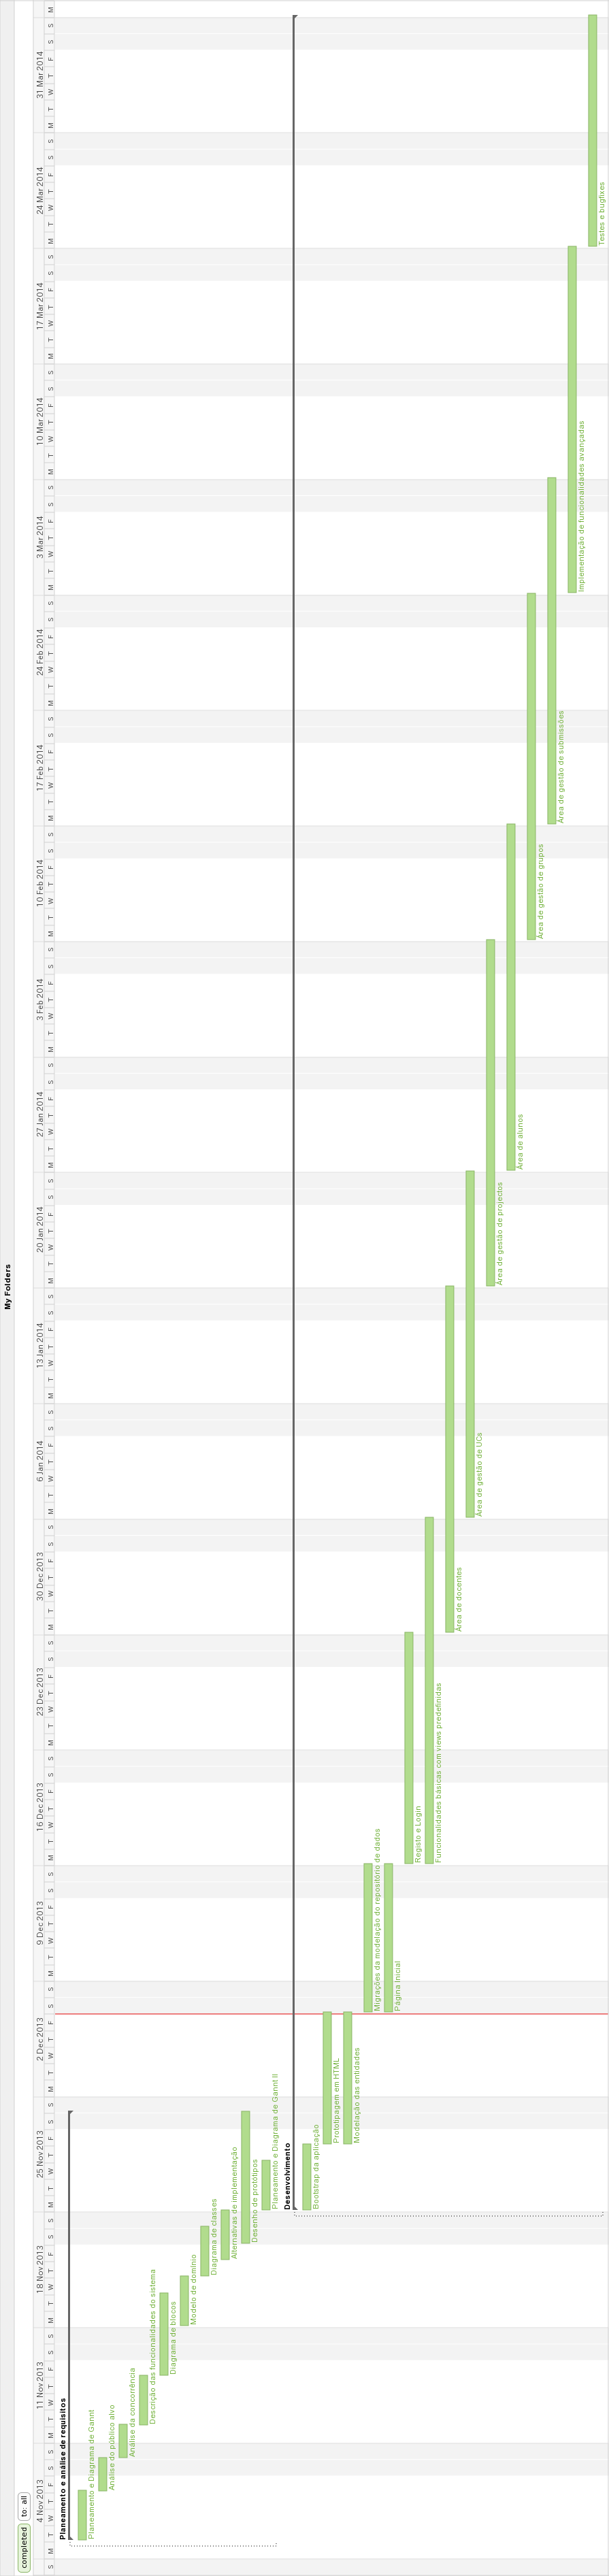 My Folders
completed to: all
4 Nov 2013 11 Nov 2013 18 Nov 2013 25 Nov 2013 2 Dec 2013 9 Dec 2013 16 Dec 2013 23 Dec 2013 30 Dec 2013 6 Jan 2014 13 Jan 2014 20 Jan 2014 27 Jan 2014 3 Feb 2014 10 Feb 2014 17 Feb 2014 24 Feb 2014 3 Mar 2014 10 Mar 2014 17 Mar 2014 24 Mar 2014 31 Mar 2014
S M T W T F S S M T W T F S S M T W T F S S M T W T F S S M T W T F S S M T W T F S S M T W T F S S M T W T F S S M T W T F S S M T W T F S S M T W T F S S M T W T F S S M T W T F S S M T W T F S S M T W T F S S M T W T F S S M T W T F S S M T W T F S S M T W T F S S M T W T F S S M T W T F S S M
Planeamento e análise de requisitos
Planeamento e Diagrama de Gannt
Análise do público alvo
Análise da concorrência
Descrição das funcionalidades do sistema
Diagrama de blocos
Modelo de domínio
Diagrama de classes
Alternativas de implementação
Desenho de protótipos
Planeamento e Diagrama de Gannt II
Desenvolvimento
Bootstrap da aplicação
Prototipagem em HTML
Modelação das entidades
Migrações da modelação do repositório de dados
Página Inicial
Registo e Login
Funcionalidades básicas com views predefinidas
Área de docentes
Área de gestão de UCs
Área de gestão de projectos
Área de alunos
Área de gestão de grupos
Área de gestão de submissões
Implementação de funcionalidades avançadas
Testes e bugfixes